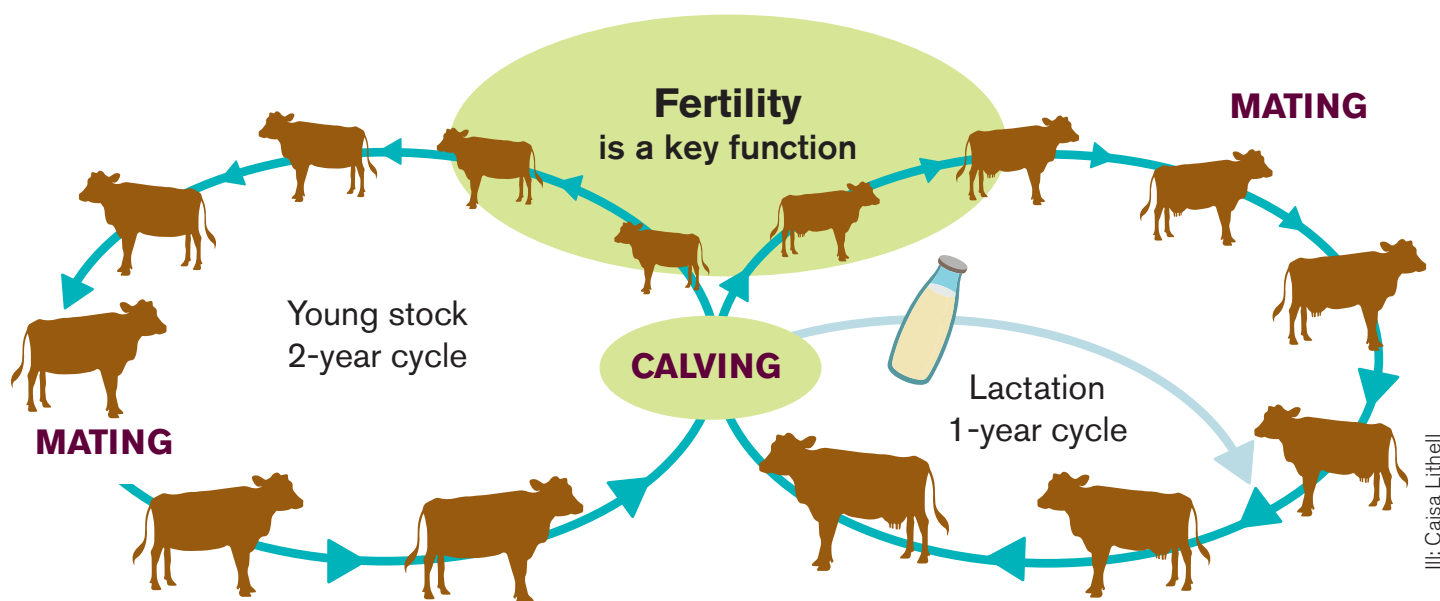 Fertility
is a key function
MATING
Young stock
2-year cycle
CALVING
Lactation
1-year cycle
MATING
Ill: Caisa Lithell